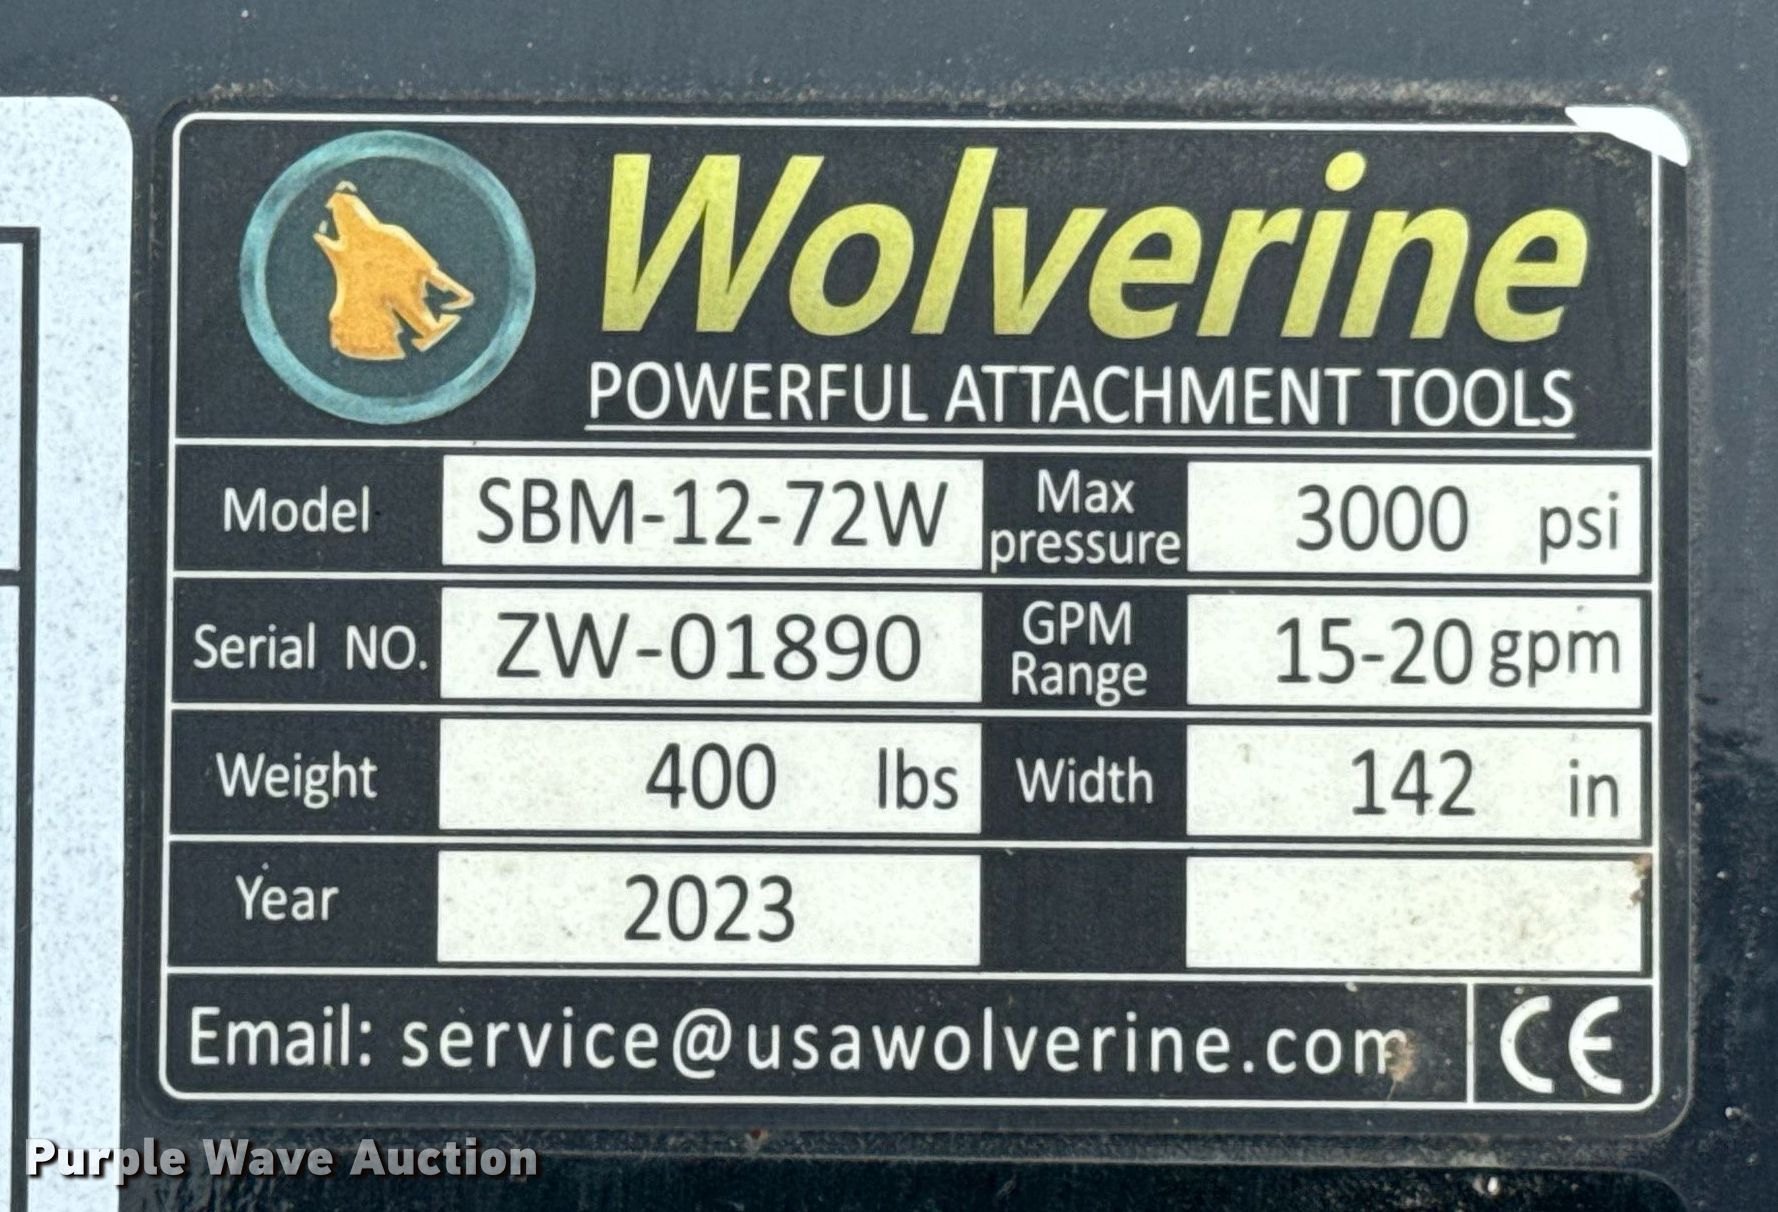 Wolverine
POWERFUL ATTACHMENT TOOLS
Model SBM-12-72W Max pressure 3000 psi
Serial NO. ZW-01890 GPM Range 15-20 gpm
Weight 400 lbs Width 142 in
Year 2023
Email: service@usawolverine.com CE
Purple Wave Auction